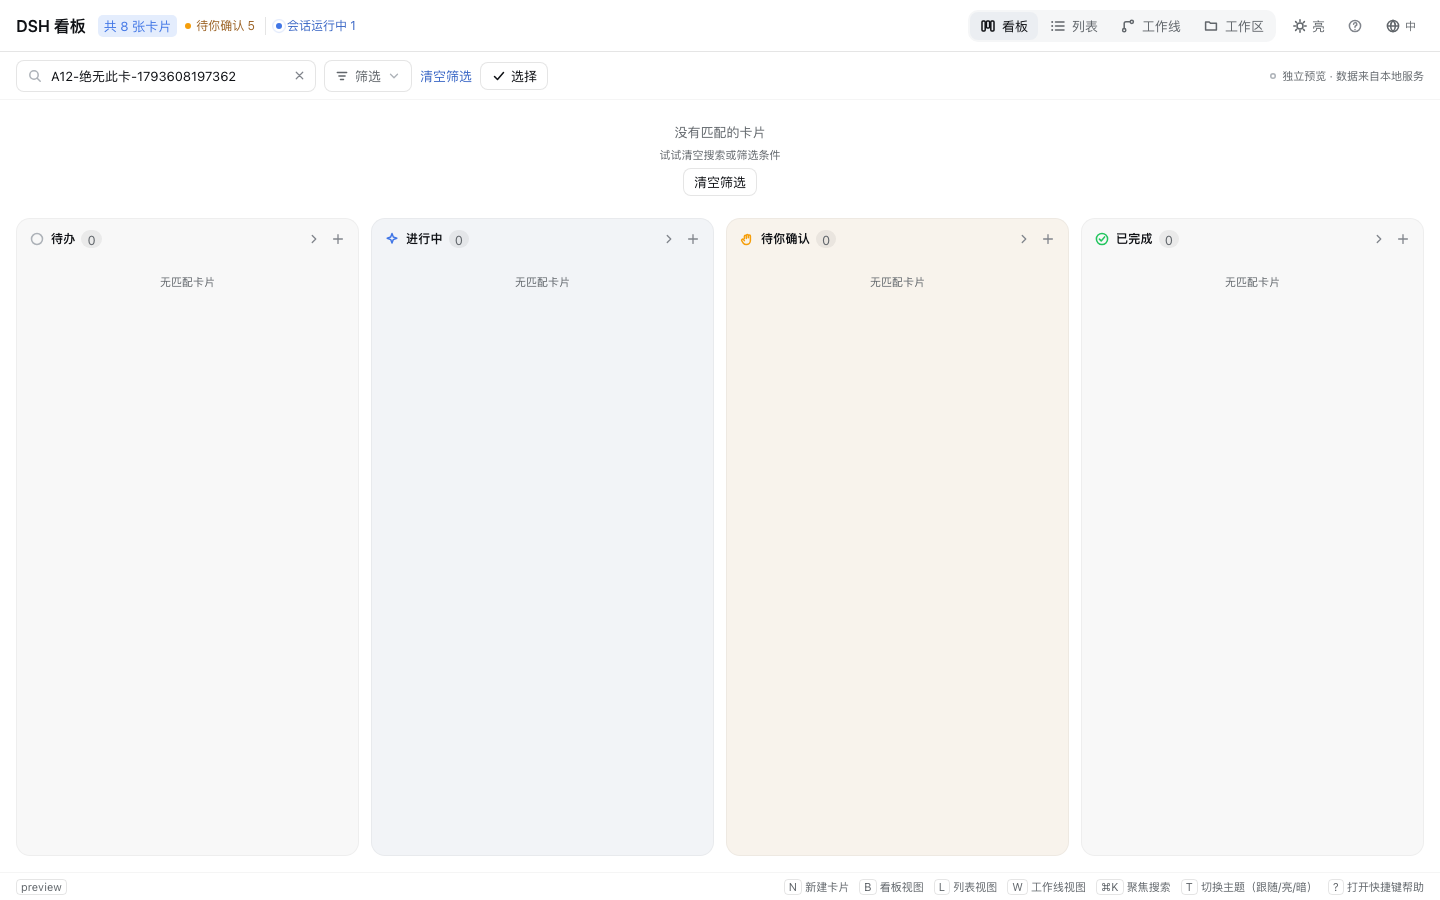 DSH 看板 共 8 张卡片 待你确认 5 会话运行中 1 看板 列表 工作线 工作区 亮 中
A12-绝无此卡-1793608197362 筛选 清空筛选 选择 独立预览 · 数据来自本地服务
没有匹配的卡片
试试清空搜索或筛选条件
清空筛选
待办 0 进行中 0 待你确认 0 已完成 0
无匹配卡片 无匹配卡片 无匹配卡片 无匹配卡片
preview N 新建卡片 B 看板视图 L 列表视图 W 工作线视图 ⌘K 聚焦搜索 T 切换主题（跟随/亮/暗） ? 打开快捷键帮助